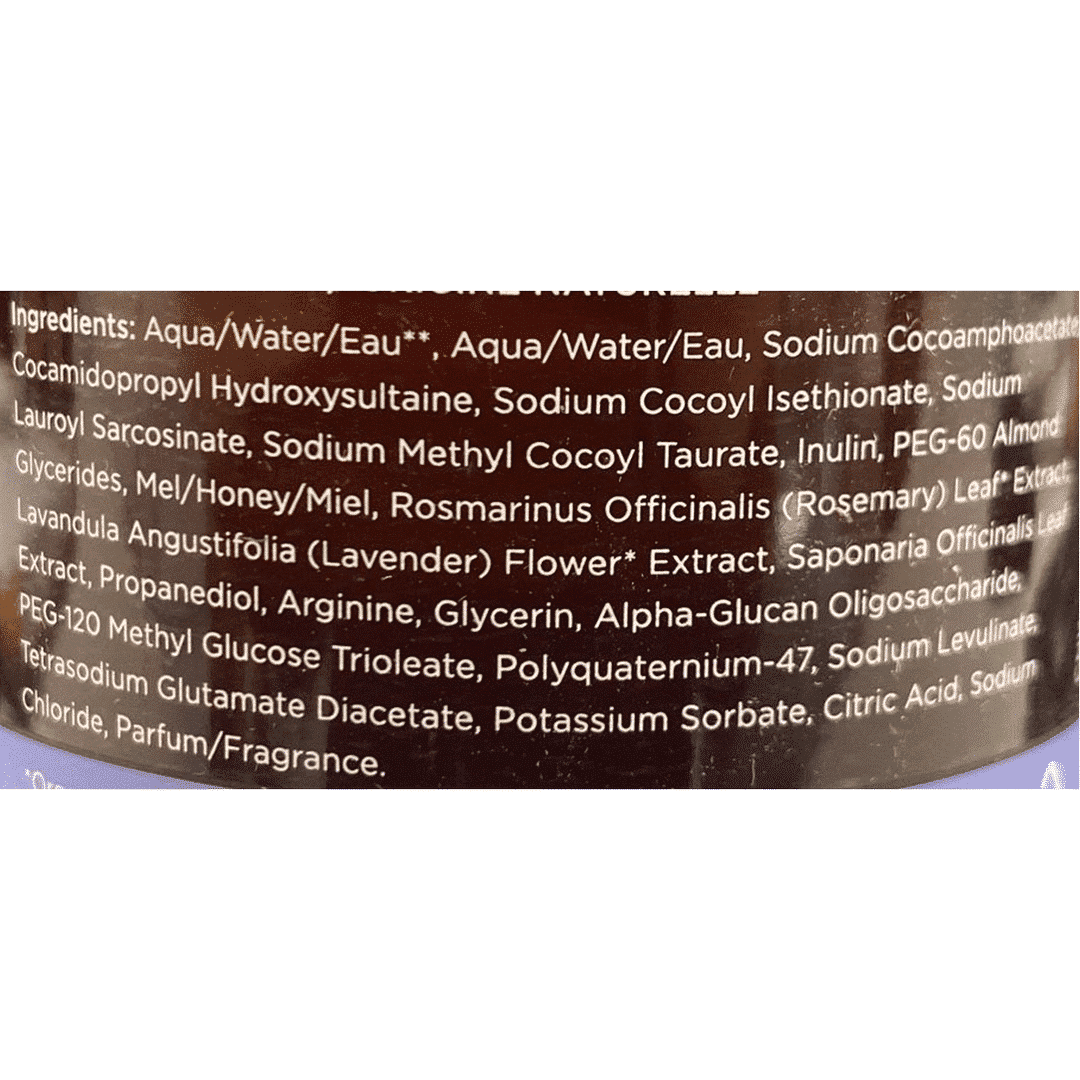 Ingredients: Aqua/Water/Eau**, Aqua/Water/Eau, Sodium Cocoamphoacetate
Cocamidopropyl Hydroxysultaine, Sodium Cocoyl Isethionate, Sodium
Lauroyl Sarcosinate, Sodium Methyl Cocoyl Taurate, Inulin, PEG-60 Almond
Glycerides, Mel/Honey/Miel, Rosmarinus Officinalis (Rosemary) Leaf* Extract,
Lavandula Angustifolia (Lavender) Flower* Extract, Saponaria Officinalis Leaf
Extract, Propanediol, Arginine, Glycerin, Alpha-Glucan Oligosaccharide,
PEG-120 Methyl Glucose Trioleate, Polyquaternium-47, Sodium Levulinate,
Tetrasodium Glutamate Diacetate, Potassium Sorbate, Citric Acid, Sodium
Chloride, Parfum/Fragrance.